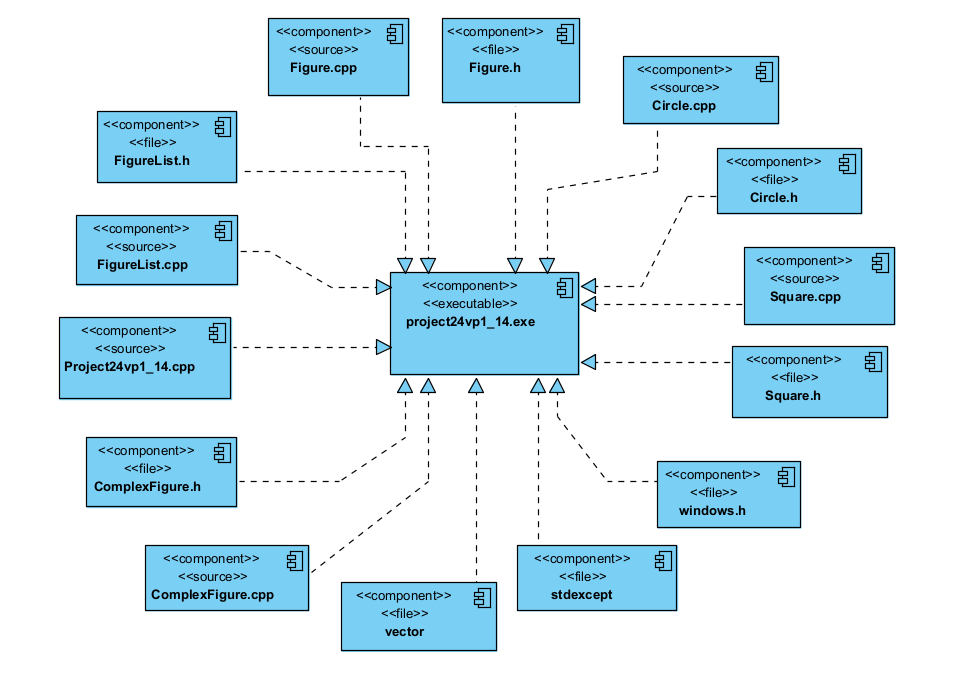 <<component>>
<<source>>
Figure.cpp
<<component>>
<<file>>
Figure.h
<<component>>
<<source>>
Circle.cpp
<<component>>
<<file>>
FigureList.h
<<component>>
<<file>>
Circle.h
<<component>>
<<source>>
FigureList.cpp
<<component>>
<<source>>
Square.cpp
<<component>>
<<executable>>
project24vp1_14.exe
<<component>>
<<source>>
Project24vp1_14.cpp
<<component>>
<<file>>
Square.h
<<component>>
<<file>>
ComplexFigure.h
<<component>>
<<file>>
windows.h
<<component>>
<<source>>
ComplexFigure.cpp
<<component>>
<<file>>
stdexcept
<<component>>
<<file>>
vector